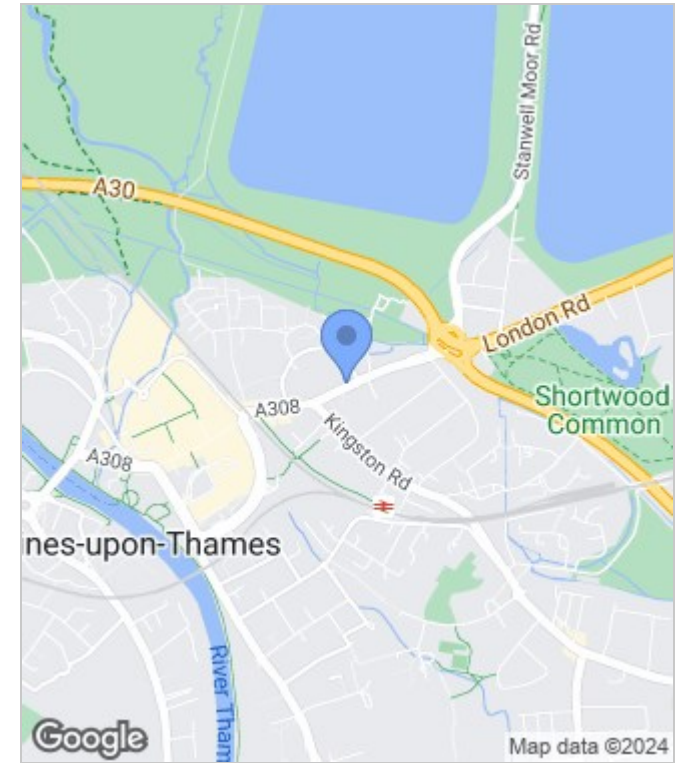 Stanwell Moor Rd
A30
London Rd
Shortwood
Common
A308
Kingston Rd
A308
nes-upon-Thames
River Tham
Google
Map data ©2024